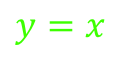 y = x